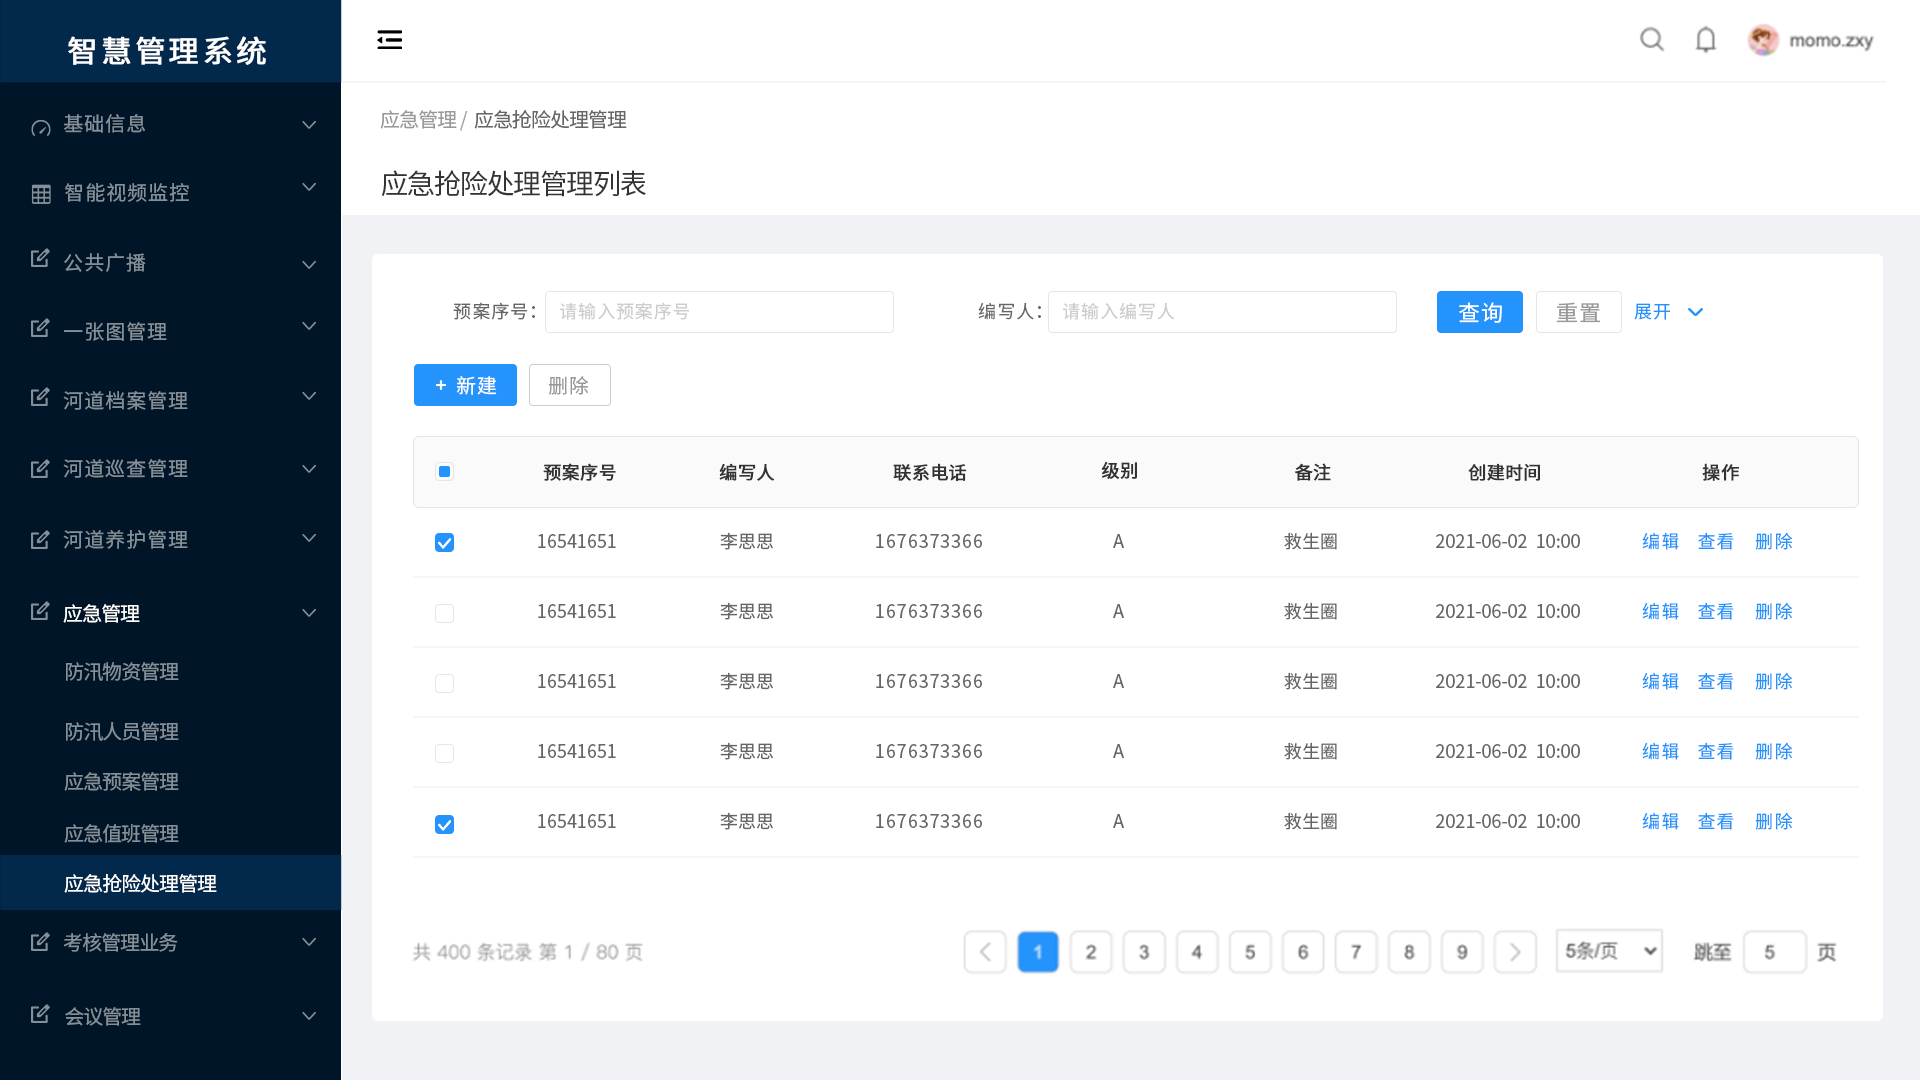 智慧管理系统
基础信息
智能视频监控
公共广播
一张图管理
河道档案管理
河道巡查管理
河道养护管理
应急管理
防汛物资管理
防汛人员管理
应急预案管理
应急值班管理
应急抢险处理管理
考核管理业务
会议管理
momo.zxy
应急管理 / 应急抢险处理管理
应急抢险处理管理列表
预案序号： 请输入预案序号 编写人： 请输入编写人 查询 重置 展开
+ 新建 删除
预案序号 编写人 联系电话 级别 备注 创建时间 操作
16541651 李思思 1676373366 A 救生圈 2021-06-02 10:00 编辑 查看 删除
16541651 李思思 1676373366 A 救生圈 2021-06-02 10:00 编辑 查看 删除
16541651 李思思 1676373366 A 救生圈 2021-06-02 10:00 编辑 查看 删除
16541651 李思思 1676373366 A 救生圈 2021-06-02 10:00 编辑 查看 删除
16541651 李思思 1676373366 A 救生圈 2021-06-02 10:00 编辑 查看 删除
共 400 条记录 第 1 / 80 页 1 2 3 4 5 6 7 8 9 5条/页 跳至 5 页